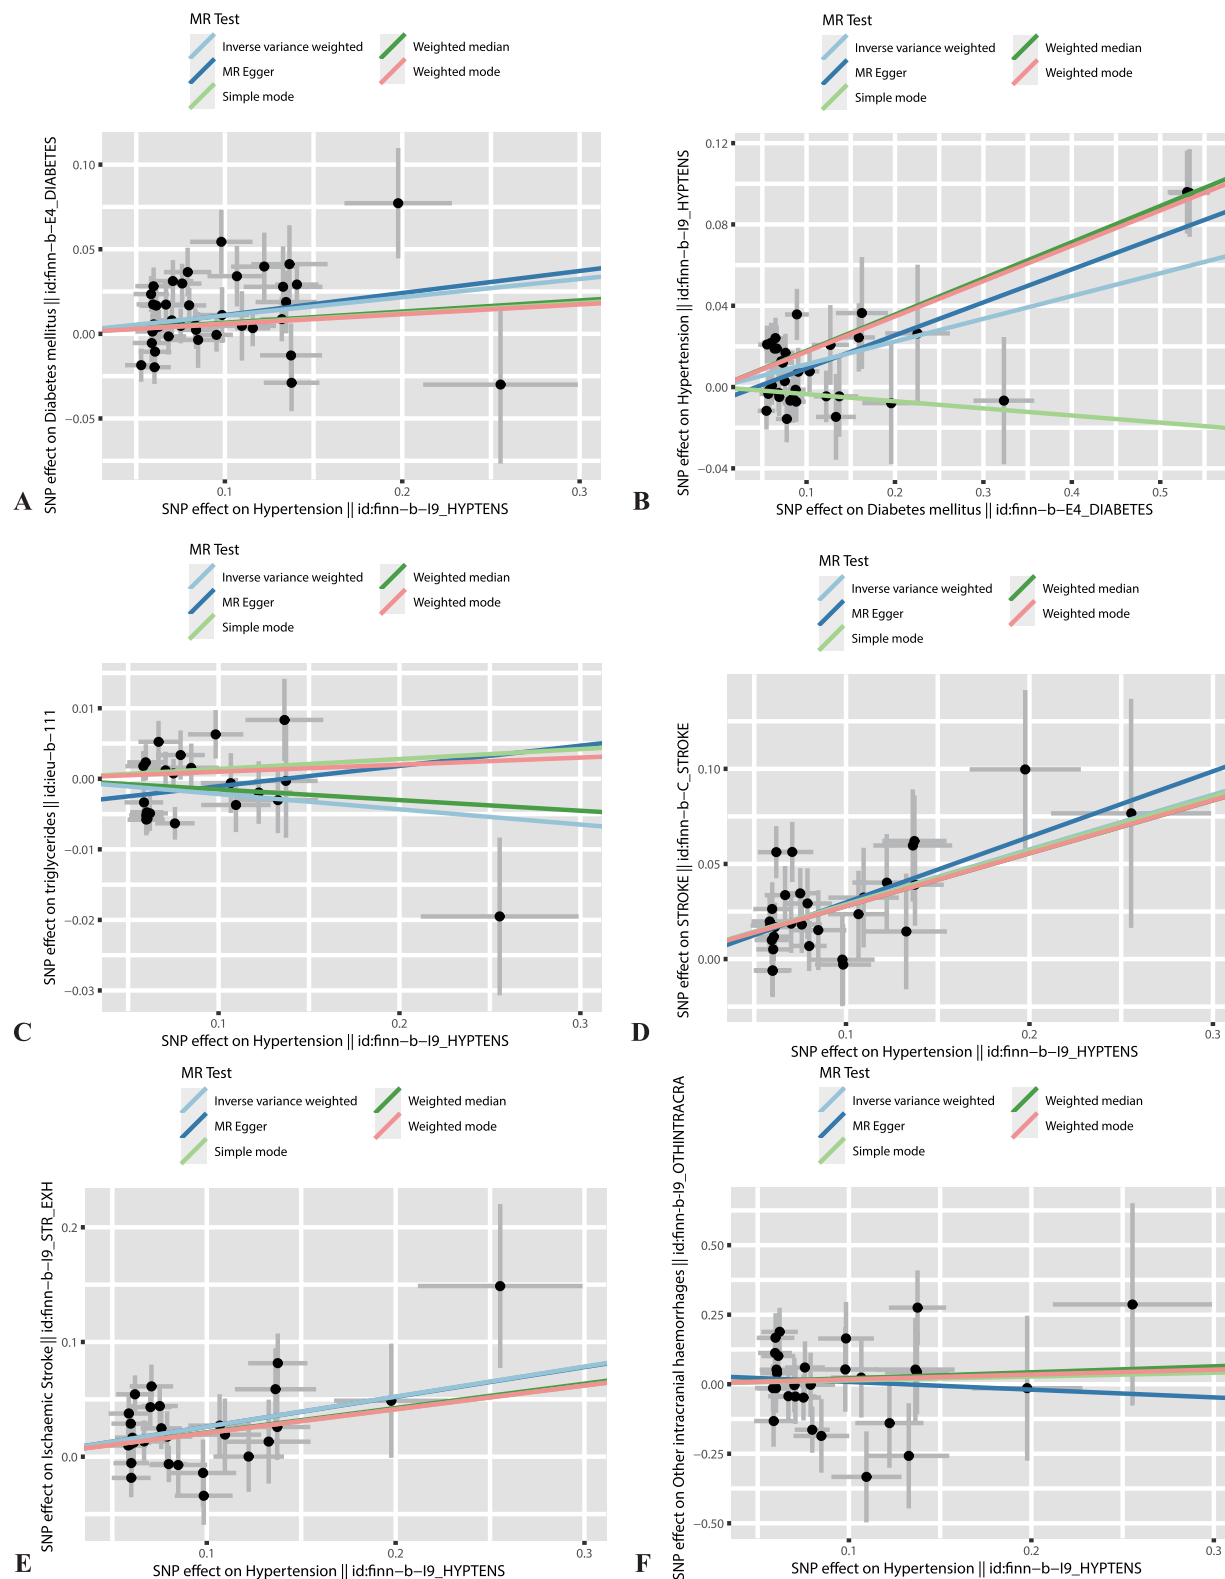 MR Test
Inverse variance weighted
Weighted median
MR Egger
Weighted mode
Simple mode
SNP effect on Diabetes mellitus || id:finn−b−E4_DIABETES
0.10
0.05
0.00
−0.05
0.1
0.2
0.3
A
SNP effect on Hypertension || id:finn−b−I9_HYPTENS
MR Test
Inverse variance weighted
Weighted median
MR Egger
Weighted mode
Simple mode
SNP effect on Hypertension || id:finn−b−I9_HYPTENS
0.12
0.08
0.04
0.00
−0.04
0.1
0.2
0.3
0.4
0.5
B
SNP effect on Diabetes mellitus || id:finn−b−E4_DIABETES
MR Test
Inverse variance weighted
Weighted median
MR Egger
Weighted mode
Simple mode
SNP effect on triglycerides || id:ieu−b−111
0.01
0.00
−0.01
−0.02
−0.03
0.1
0.2
0.3
C
SNP effect on Hypertension || id:finn−b−I9_HYPTENS
MR Test
Inverse variance weighted
Weighted median
MR Egger
Weighted mode
Simple mode
SNP effect on STROKE || id:finn−b−C_STROKE
0.10
0.05
0.00
0.1
0.2
0.3
D
SNP effect on Hypertension || id:finn−b−I9_HYPTENS
MR Test
Inverse variance weighted
Weighted median
MR Egger
Weighted mode
Simple mode
SNP effect on Ischaemic Stroke || id:finn−b−I9_STR_EXH
0.2
0.1
0.0
0.1
0.2
0.3
E
SNP effect on Hypertension || id:finn−b−I9_HYPTENS
MR Test
Inverse variance weighted
Weighted median
MR Egger
Weighted mode
Simple mode
SNP effect on Other intracranial haemorrhages || id:finn-b-I9_OTHINTRACRA
0.50
0.25
0.00
−0.25
−0.50
0.1
0.2
0.3
F
SNP effect on Hypertension || id:finn−b−I9_HYPTENS